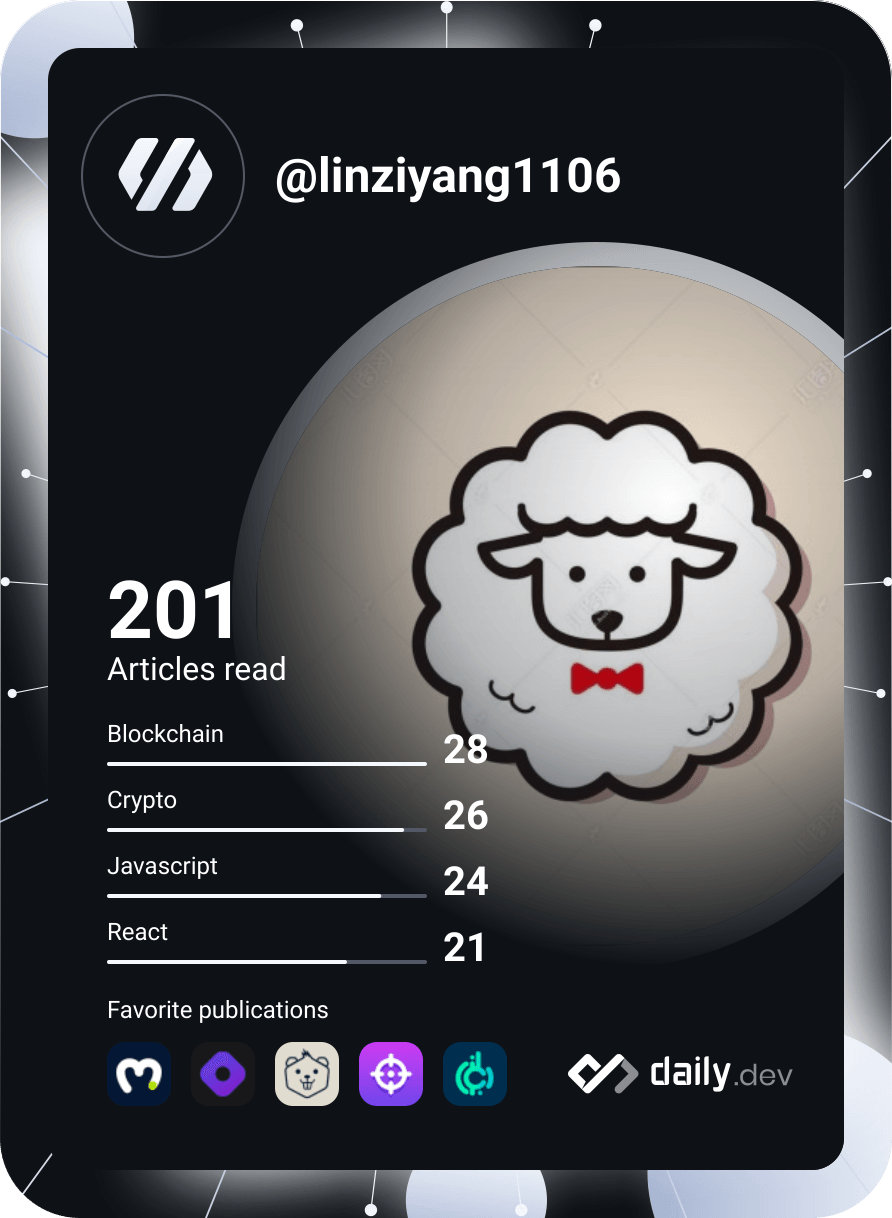 @linziyang1106
201
Articles read
Blockchain
28
Crypto
26
Javascript
24
React
21
Favorite publications
daily.dev